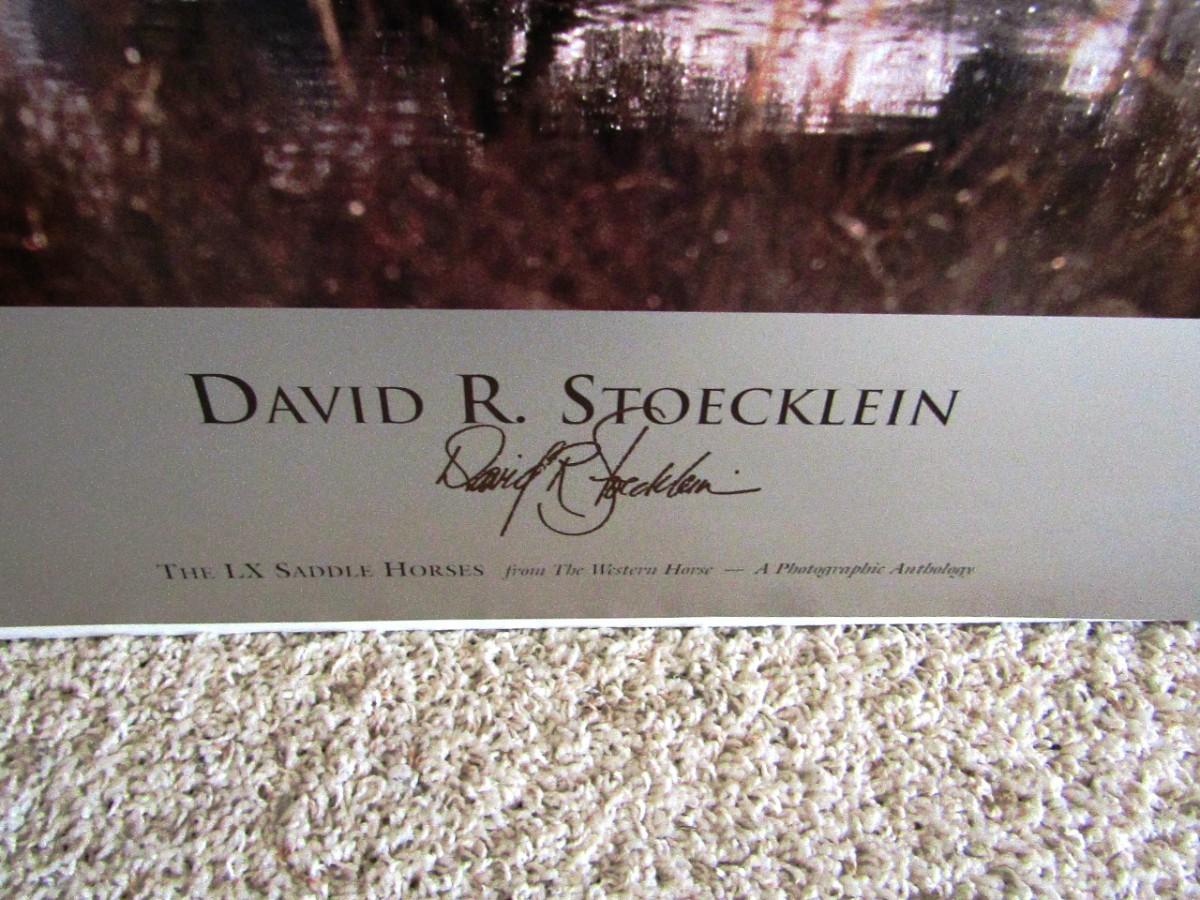 DAVID R. STOECKLEIN
David R Stoecklein
THE LX SADDLE HORSES from The Western Horse — A Photographic Anthology